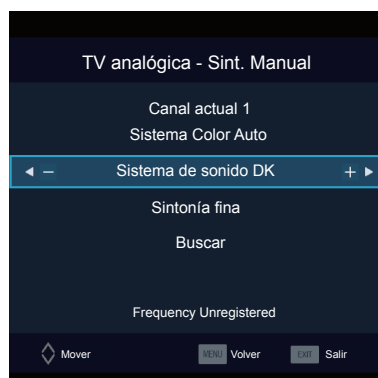 TV analógica - Sint. Manual
Canal actual 1
Sistema Color Auto
◄ − Sistema de sonido DK + ►
Sintonía fina
Buscar
Frequency Unregistered
Mover MENU Volver EXIT Salir